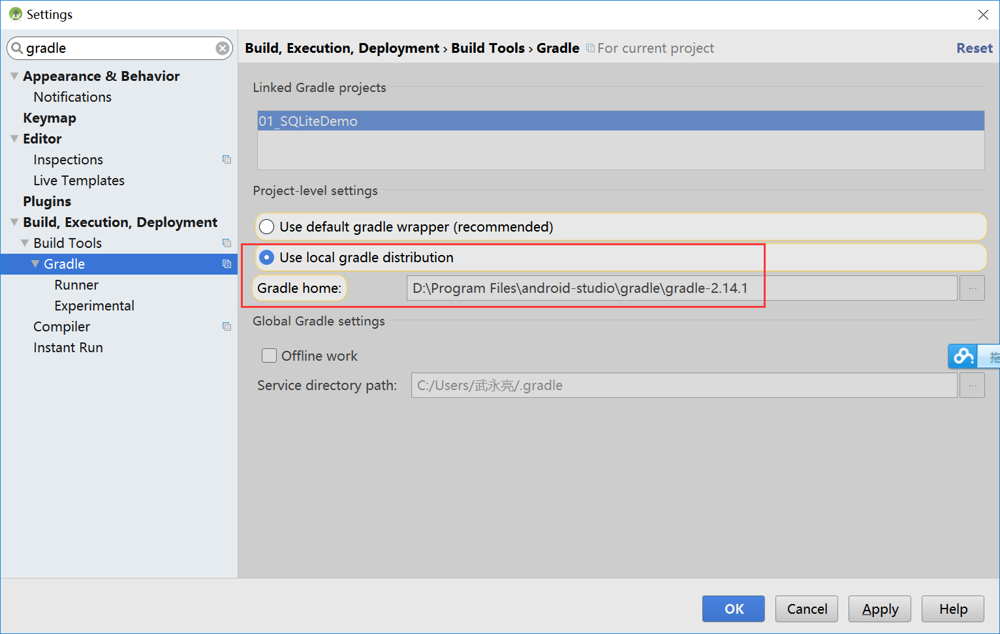 Settings
gradle
Appearance & Behavior
Notifications
Keymap
Editor
Inspections
Live Templates
Plugins
Build, Execution, Deployment
Build Tools
Gradle
Runner
Experimental
Compiler
Instant Run
Build, Execution, Deployment › Build Tools › Gradle For current project Reset
Linked Gradle projects
01_SQLiteDemo
Project-level settings
Use default gradle wrapper (recommended)
Use local gradle distribution
Gradle home: D:\Program Files\android-studio\gradle\gradle-2.14.1 ...
Global Gradle settings
Offline work
拖
Service directory path: C:/Users/武永亮/.gradle ...
OK Cancel Apply Help